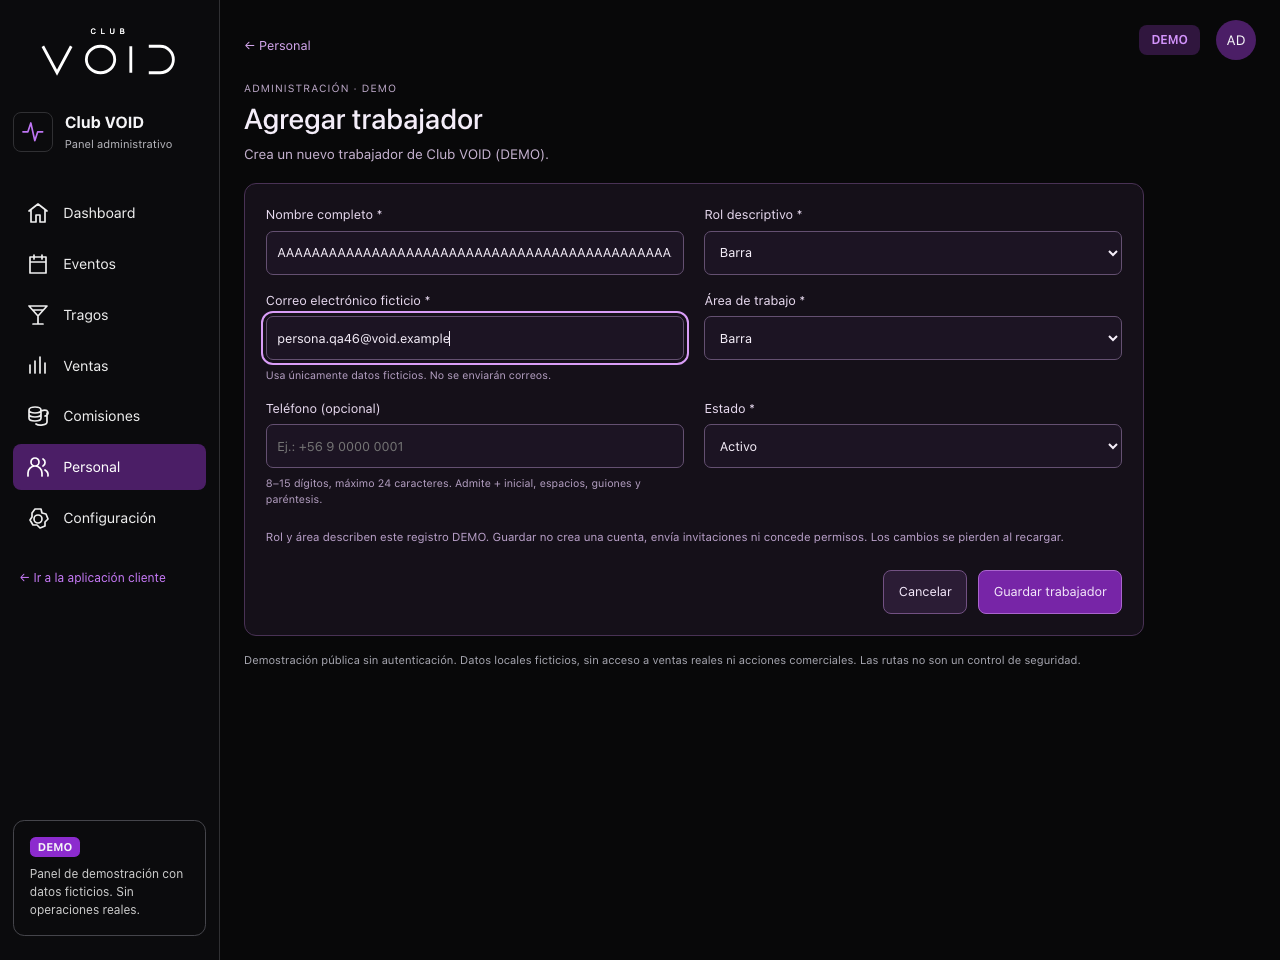 CLUB
VOID
Club VOID
Panel administrativo
Dashboard
Eventos
Tragos
Ventas
Comisiones
Personal
Configuración
← Ir a la aplicación cliente
DEMO
Panel de demostración con
datos ficticios. Sin
operaciones reales.
← Personal
DEMO
AD
ADMINISTRACIÓN · DEMO
Agregar trabajador
Crea un nuevo trabajador de Club VOID (DEMO).
Nombre completo *
AAAAAAAAAAAAAAAAAAAAAAAAAAAAAAAAAAAAAAAAAAAAAA
Rol descriptivo *
Barra
Correo electrónico ficticio *
persona.qa46@void.example
Usa únicamente datos ficticios. No se enviarán correos.
Área de trabajo *
Barra
Teléfono (opcional)
Ej.: +56 9 0000 0001
8–15 dígitos, máximo 24 caracteres. Admite + inicial, espacios, guiones y
paréntesis.
Estado *
Activo
Rol y área describen este registro DEMO. Guardar no crea una cuenta, envía invitaciones ni concede permisos. Los cambios se pierden al recargar.
Cancelar
Guardar trabajador
Demostración pública sin autenticación. Datos locales ficticios, sin acceso a ventas reales ni acciones comerciales. Las rutas no son un control de seguridad.